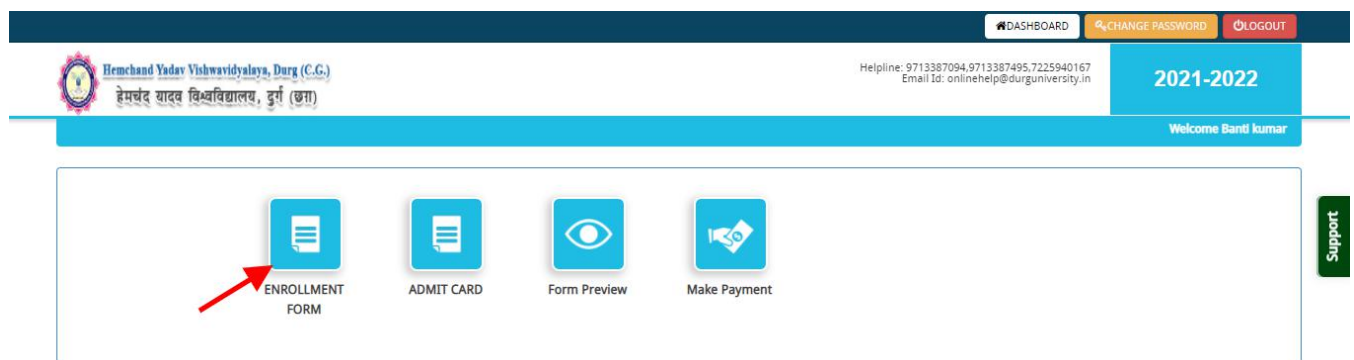 DASHBOARD
CHANGE PASSWORD
LOGOUT
Hemchand Yadav Vishwavidyalaya, Durg (C.G.)
हेमचंद यादव विश्वविद्यालय, दुर्ग (छग)
Helpline: 9713387094,9713387495,7225940167
Email Id: onlinehelp@durguniversity.in
2021-2022
Welcome Banti kumar
ENROLLMENT
FORM
ADMIT CARD
Form Preview
Make Payment
Support